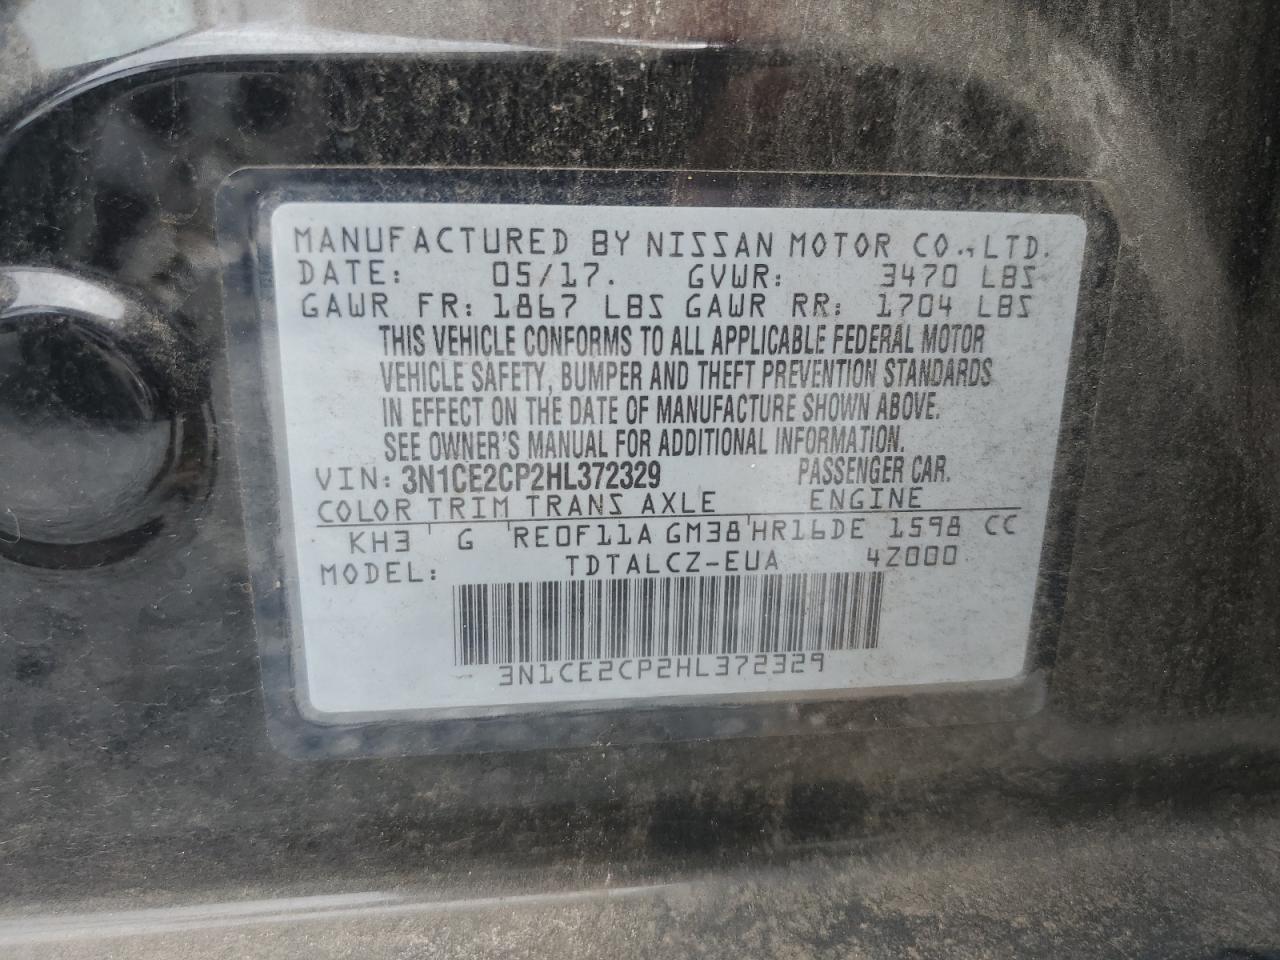 MANUFACTURED BY NISSAN MOTOR CO., LTD.
DATE: 05/17. GVWR: 3470 LBS
GAWR FR: 1867 LBS GAWR RR: 1704 LBS
THIS VEHICLE CONFORMS TO ALL APPLICABLE FEDERAL MOTOR
VEHICLE SAFETY, BUMPER AND THEFT PREVENTION STANDARDS
IN EFFECT ON THE DATE OF MANUFACTURE SHOWN ABOVE.
SEE OWNER'S MANUAL FOR ADDITIONAL INFORMATION.
VIN: 3N1CE2CP2HL372329 PASSENGER CAR.
COLOR TRIM TRANS AXLE ENGINE
KH3 G RE0F11A GM38 HR16DE 1598 CC
MODEL: TDTALCZ-EUA 4Z000
3N1CE2CP2HL372329